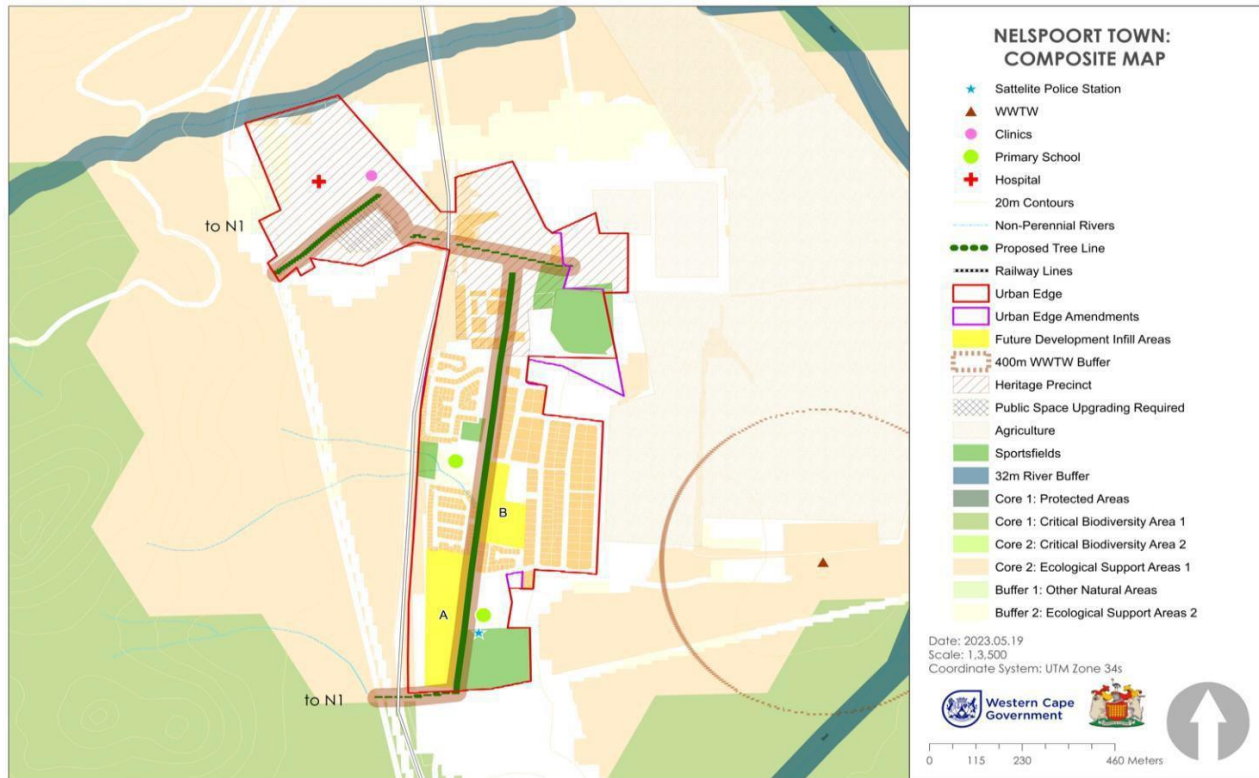 to N1
B
A
to N1
NELSPOORT TOWN:
COMPOSITE MAP
Sattelite Police Station
WWTW
Clinics
Primary School
Hospital
20m Contours
Non-Perennial Rivers
Proposed Tree Line
Railway Lines
Urban Edge
Urban Edge Amendments
Future Development Infill Areas
400m WWTW Buffer
Heritage Precinct
Public Space Upgrading Required
Agriculture
Sportsfields
32m River Buffer
Core 1: Protected Areas
Core 1: Critical Biodiversity Area 1
Core 2: Critical Biodiversity Area 2
Core 2: Ecological Support Areas 1
Buffer 1: Other Natural Areas
Buffer 2: Ecological Support Areas 2
Date: 2023.05.19
Scale: 1,3,500
Coordinate System: UTM Zone 34s
Western Cape
Government
0 115 230 460 Meters